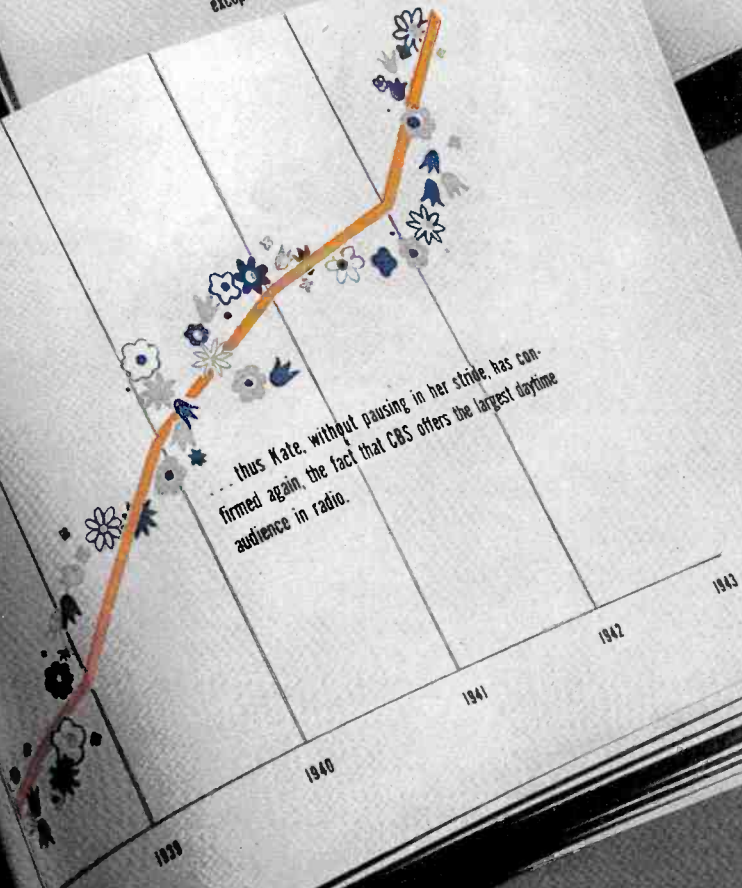 ... thus Kate, without pausing in her stride, has con-
firmed again, the fact that CBS offers the largest daytime
audience in radio.
1939
1940
1941
1942
1943